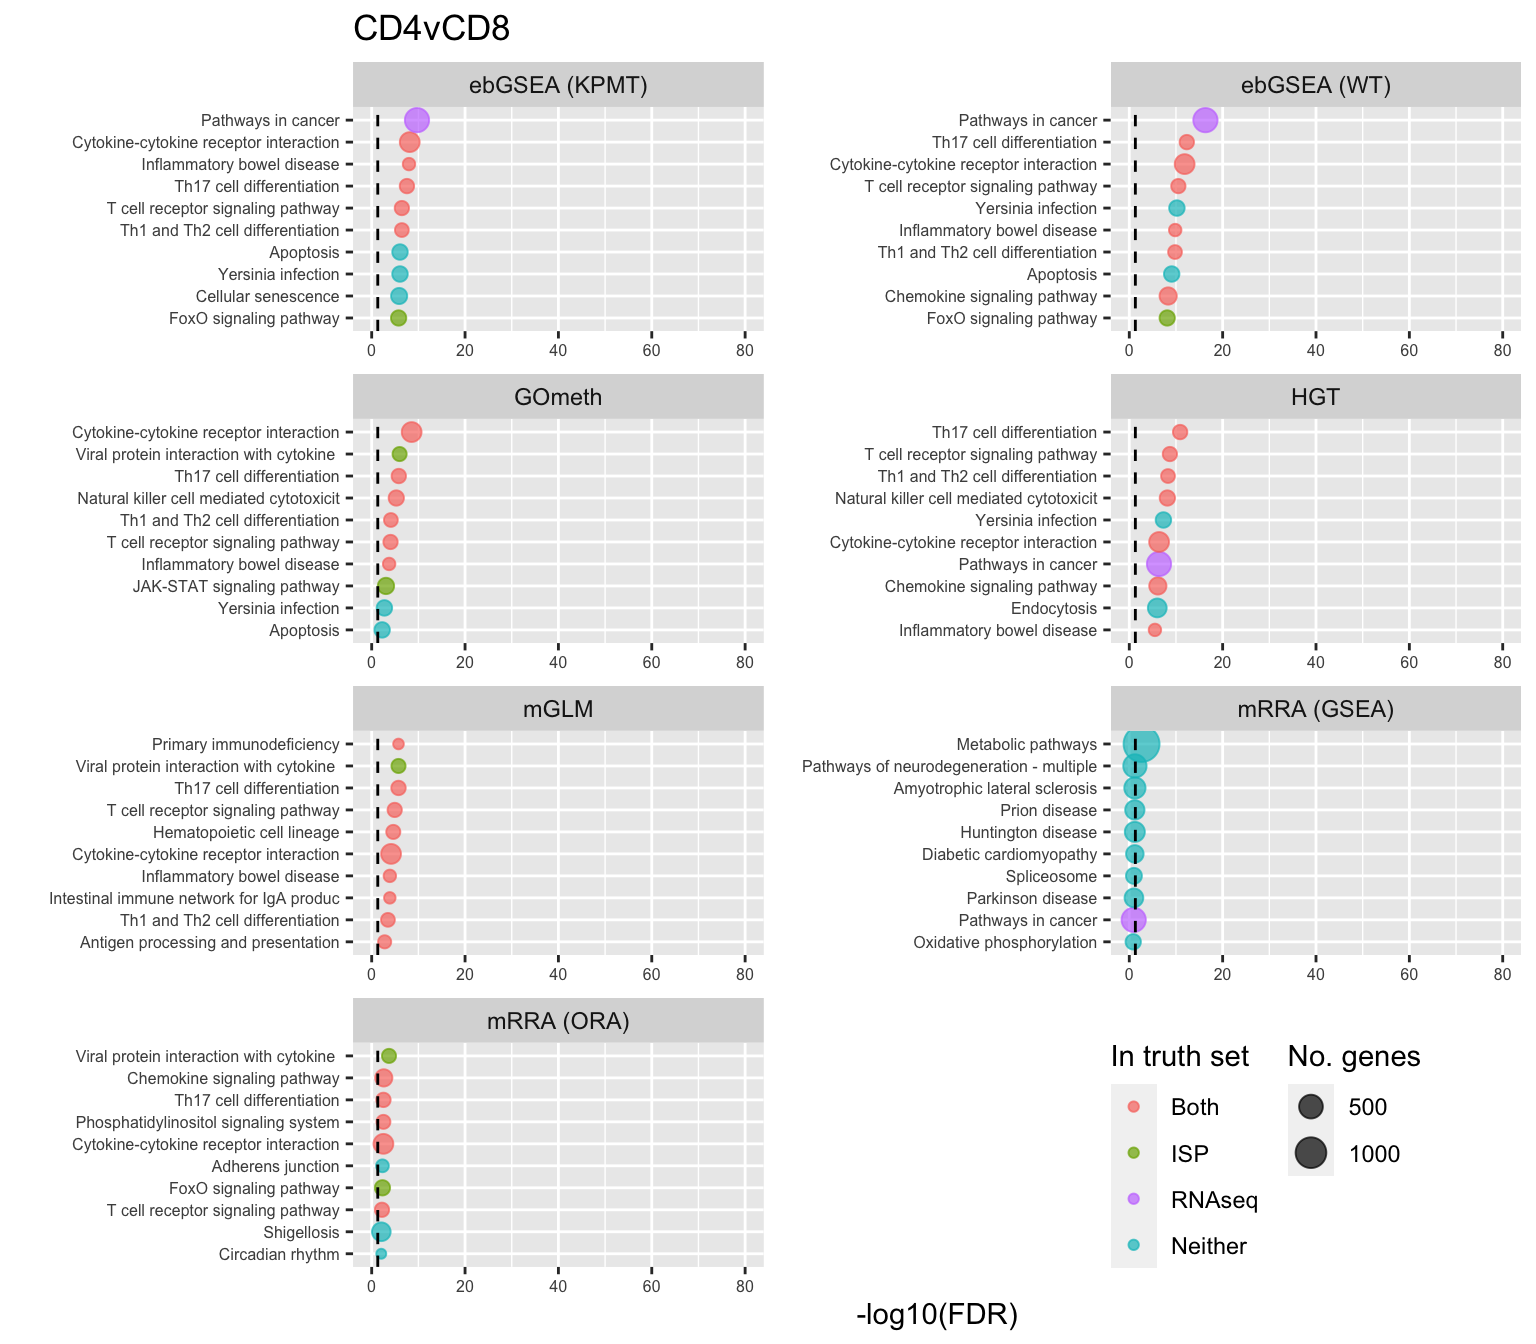 CD4vCD8
ebGSEA (KPMT)
Pathways in cancer
Cytokine-cytokine receptor interaction
Inflammatory bowel disease
Th17 cell differentiation
T cell receptor signaling pathway
Th1 and Th2 cell differentiation
Apoptosis
Yersinia infection
Cellular senescence
FoxO signaling pathway
0 20 40 60 80
ebGSEA (WT)
Pathways in cancer
Th17 cell differentiation
Cytokine-cytokine receptor interaction
T cell receptor signaling pathway
Yersinia infection
Inflammatory bowel disease
Th1 and Th2 cell differentiation
Apoptosis
Chemokine signaling pathway
FoxO signaling pathway
0 20 40 60 80
GOmeth
Cytokine-cytokine receptor interaction
Viral protein interaction with cytokine
Th17 cell differentiation
Natural killer cell mediated cytotoxicit
Th1 and Th2 cell differentiation
T cell receptor signaling pathway
Inflammatory bowel disease
JAK-STAT signaling pathway
Yersinia infection
Apoptosis
0 20 40 60 80
HGT
Th17 cell differentiation
T cell receptor signaling pathway
Th1 and Th2 cell differentiation
Natural killer cell mediated cytotoxicit
Yersinia infection
Cytokine-cytokine receptor interaction
Pathways in cancer
Chemokine signaling pathway
Endocytosis
Inflammatory bowel disease
0 20 40 60 80
mGLM
Primary immunodeficiency
Viral protein interaction with cytokine
Th17 cell differentiation
T cell receptor signaling pathway
Hematopoietic cell lineage
Cytokine-cytokine receptor interaction
Inflammatory bowel disease
Intestinal immune network for IgA produc
Th1 and Th2 cell differentiation
Antigen processing and presentation
0 20 40 60 80
mRRA (GSEA)
Metabolic pathways
Pathways of neurodegeneration - multiple
Amyotrophic lateral sclerosis
Prion disease
Huntington disease
Diabetic cardiomyopathy
Spliceosome
Parkinson disease
Pathways in cancer
Oxidative phosphorylation
0 20 40 60 80
mRRA (ORA)
Viral protein interaction with cytokine
Chemokine signaling pathway
Th17 cell differentiation
Phosphatidylinositol signaling system
Cytokine-cytokine receptor interaction
Adherens junction
FoxO signaling pathway
T cell receptor signaling pathway
Shigellosis
Circadian rhythm
0 20 40 60 80
In truth set
Both
ISP
RNAseq
Neither
No. genes
500
1000
-log10(FDR)